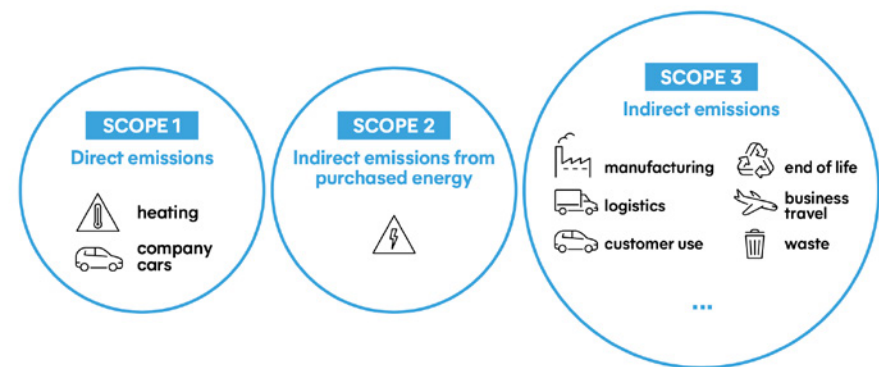 SCOPE 1
Direct emissions
heating
company
cars
SCOPE 2
Indirect emissions from
purchased energy
SCOPE 3
Indirect emissions
manufacturing
logistics
customer use
end of life
business
travel
waste
...